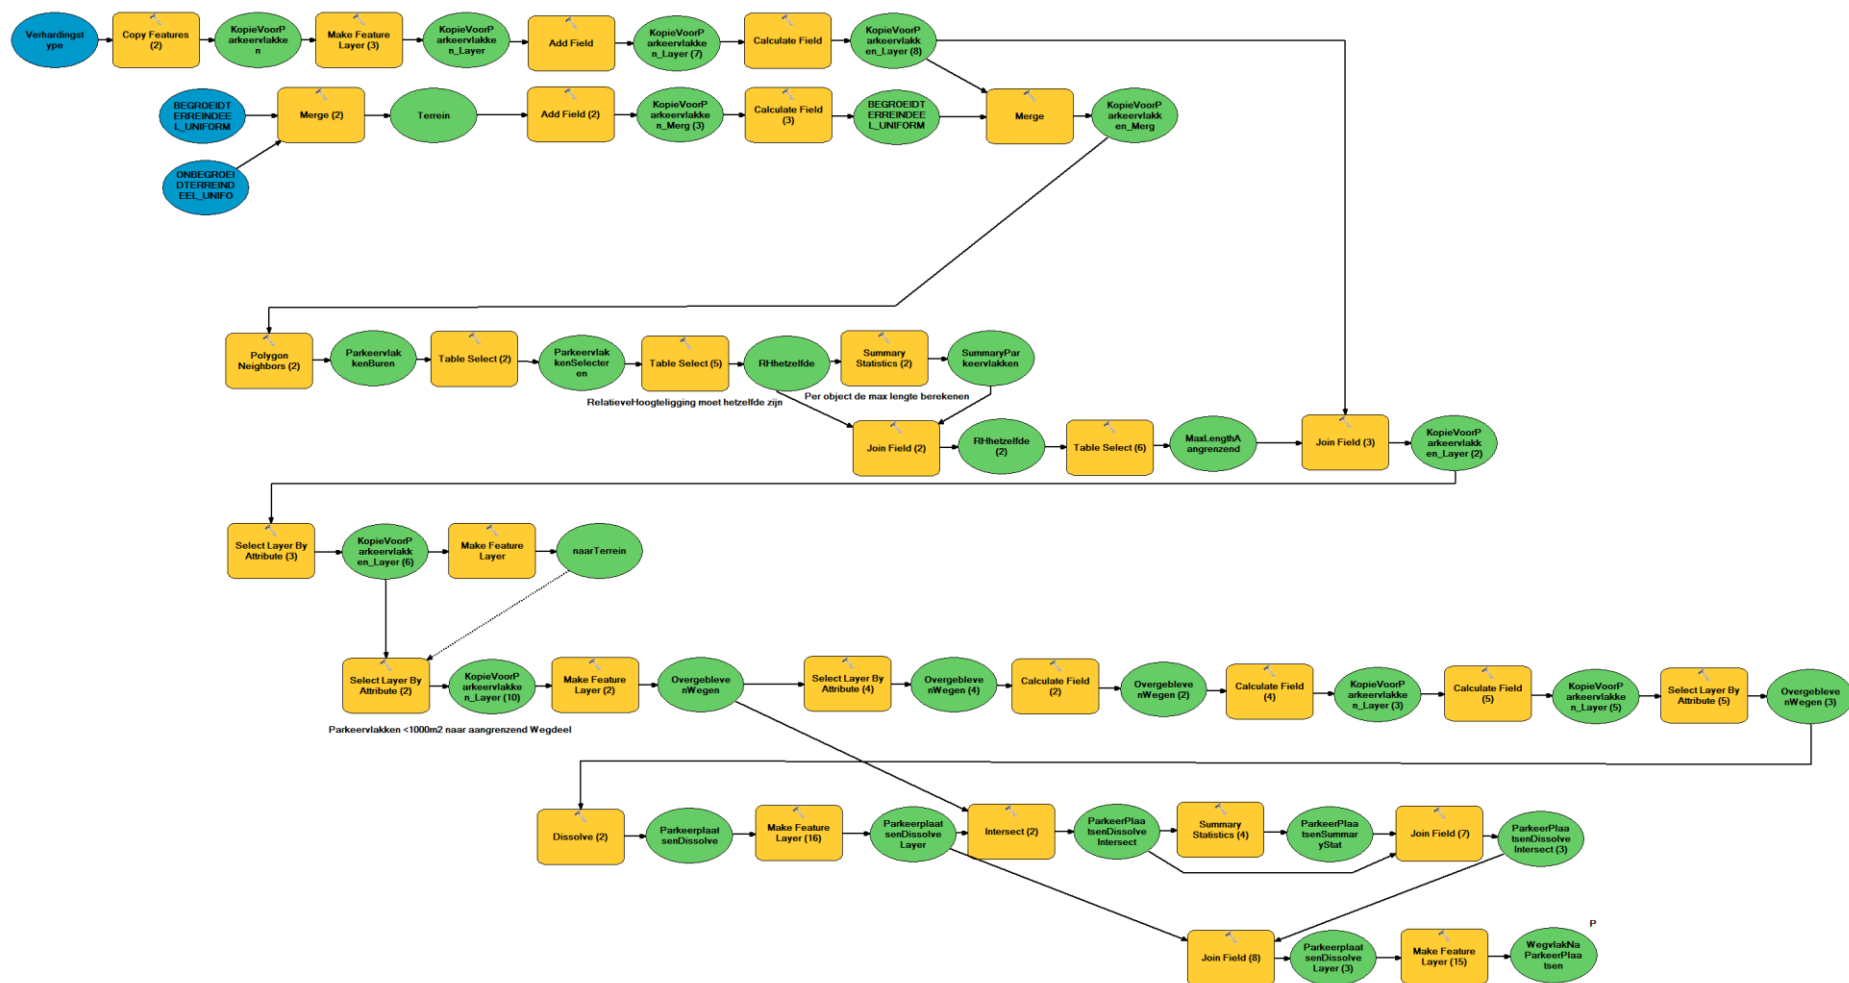 Verhardingst
ype
Copy Features
(2)
KopieVoorP
arkeervlakke
n
Make Feature
Layer (3)
KopieVoorP
arkeervlakke
n_Layer
Add Field
KopieVoorP
arkeervlakke
n_Layer (7)
Calculate Field
KopieVoorP
arkeervlakk
en_Layer (8)
BEGROEIDT
ERREINDEE
L_UNIFORM
Merge (2)
Terrein
Add Field (2)
KopieVoorP
arkeervlakke
n_Merg (3)
Calculate Field
(3)
BEGROEIDT
ERREINDEE
L_UNIFORM
Merge
KopieVoorP
arkeervlakk
en_Merg
ONBEGROEI
DTERREIND
EEL_UNIFO
Polygon
Neighbors (2)
Parkeervlak
kenBuren
Table Select (2)
Parkeervla
kkenSelecter
en
Table Select (5)
RHhetzelfde
Summary
Statistics (2)
SummaryPar
keervlakken
RelatieveHoogteligging moet hetzelfde zijn
Per object de max lengte berekenen
Join Field (2)
RHhetzelfde
(2)
Table Select (6)
MaxLengthA
angrenzend
Join Field (3)
KopieVoorP
arkeervlakk
en_Layer (2)
Select Layer By
Attribute (3)
KopieVoorP
arkeervlakk
en_Layer (6)
Make Feature
Layer
naarTerrein
Select Layer By
Attribute (2)
KopieVoorP
arkeervlakke
n_Layer (10)
Make Feature
Layer (2)
Overgebleve
nWegen
Select Layer By
Attribute (4)
Overgebleve
nWegen (4)
Calculate Field
(2)
Overgebleve
nWegen (2)
Calculate Field
(4)
KopieVoorP
arkeervlakke
n_Layer (3)
Calculate Field
(5)
KopieVoorP
arkeervlakke
n_Layer (5)
Select Layer By
Attribute (5)
Overgebleve
nWegen (3)
Parkeervlakken <1000m2 naar aangrenzend Wegdeel
Dissolve (2)
Parkeerplaat
senDissolve
Make Feature
Layer (16)
Parkeerplaat
senDissolve
Layer
Intersect (2)
ParkeerPlaa
tsenDissolve
Intersect
Summary
Statistics (4)
ParkeerPlaa
tsenSummar
yStat
Join Field (7)
ParkeerPlaa
tsenDissolve
Intersect (3)
P
Join Field (8)
Parkeerplaat
senDissolve
Layer (3)
Make Feature
Layer (15)
WegvlakNa
ParkeerPlaa
tsen